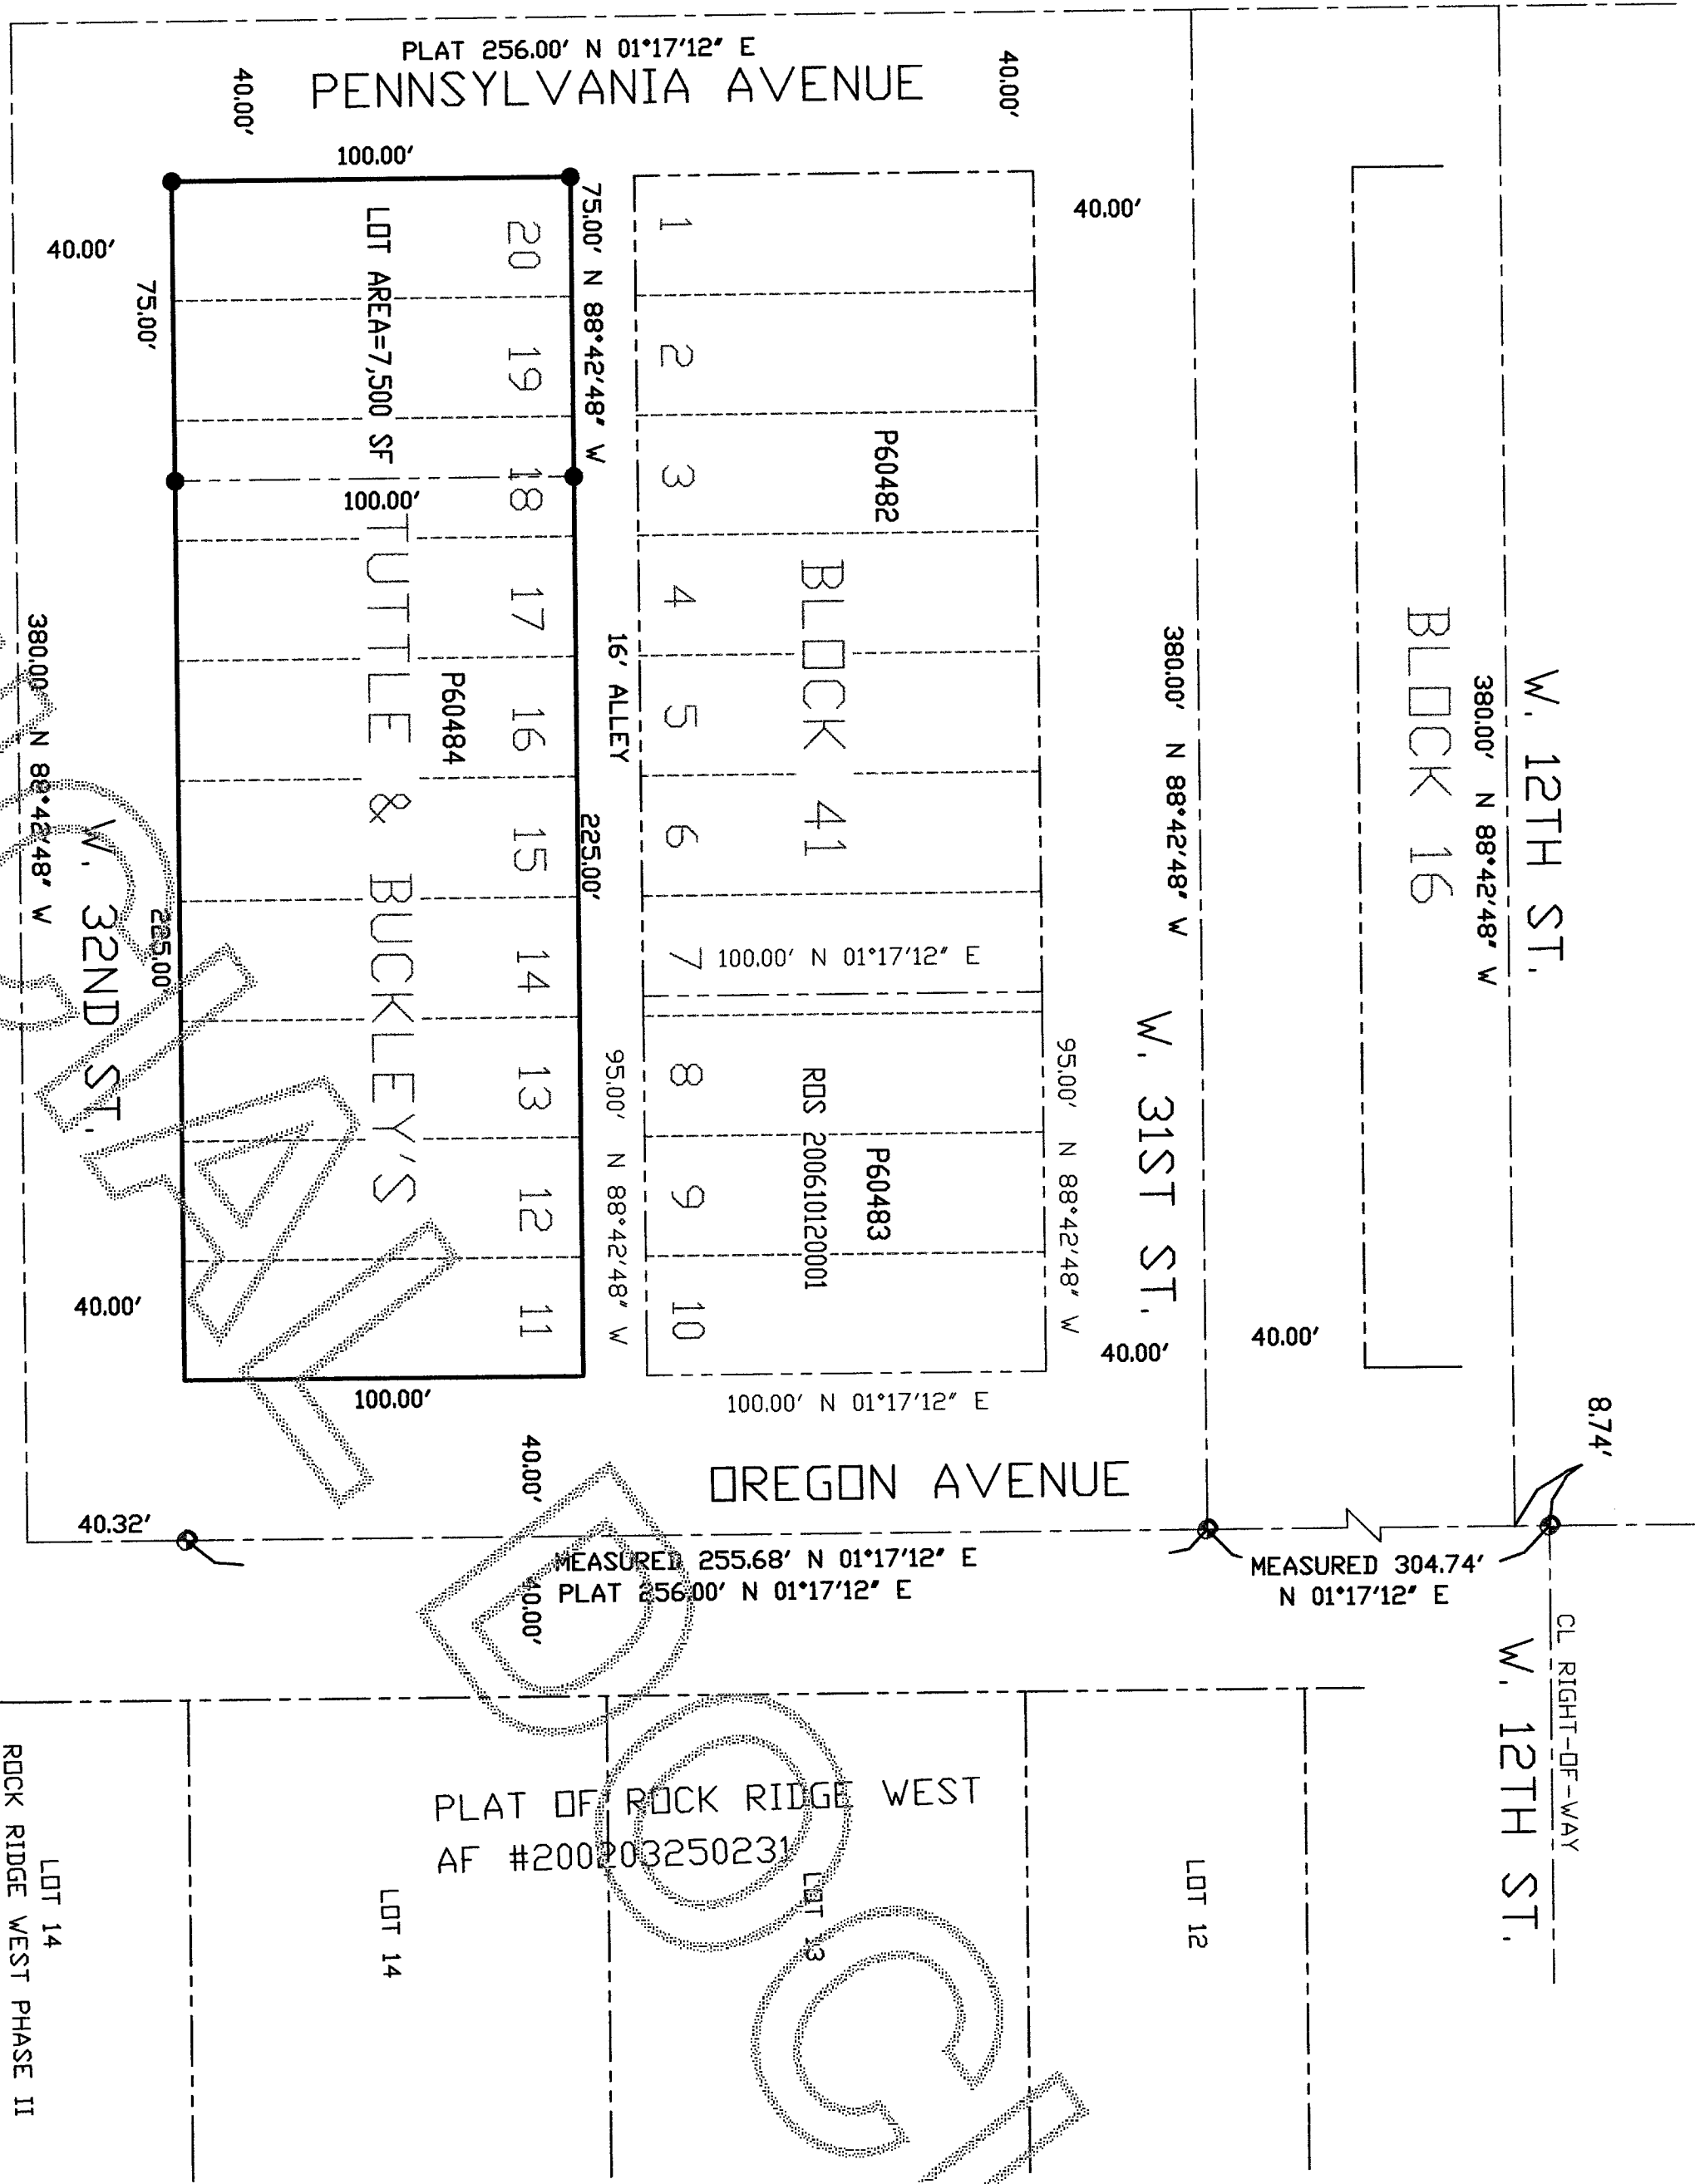 PLAT 256.00' N 01°17'12" E
PENNSYLVANIA AVENUE
40.00'
40.00'
100.00'
40.00'
40.00'
75.00'
75.00' N 88°42'48" W
LOT AREA=7,500 SF
20
19
18
17
16
15
14
13
12
11
100.00'
TUTTLE & BUCKLEY'S
P60484
16' ALLEY
225.00'
225.00'
1
2
3
4
5
6
7
8
9
10
P60482
BLOCK 41
100.00' N 01°17'12" E
ROS 200610120001
P60483
95.00' N 88°42'48" W
95.00' N 88°42'48" W
380.00' N 88°42'48" W
W. 31ST ST.
BLOCK 16
380.00' N 88°42'48" W
W. 12TH ST.
380.00' N 88°42'48" W
W. 32ND ST.
40.00'
40.00'
40.00'
100.00'
100.00' N 01°17'12" E
8.74'
40.00'
OREGON AVENUE
40.32'
MEASURED 255.68' N 01°17'12" E
PLAT 256.00' N 01°17'12" E
40.00'
MEASURED 304.74'
N 01°17'12" E
CL RIGHT-OF-WAY
W. 12TH ST.
PLAT OF ROCK RIDGE WEST
AF #200203250231
LOT 12
LOT 13
LOT 14
LOT 14
ROCK RIDGE WEST PHASE II
CIAL DOC